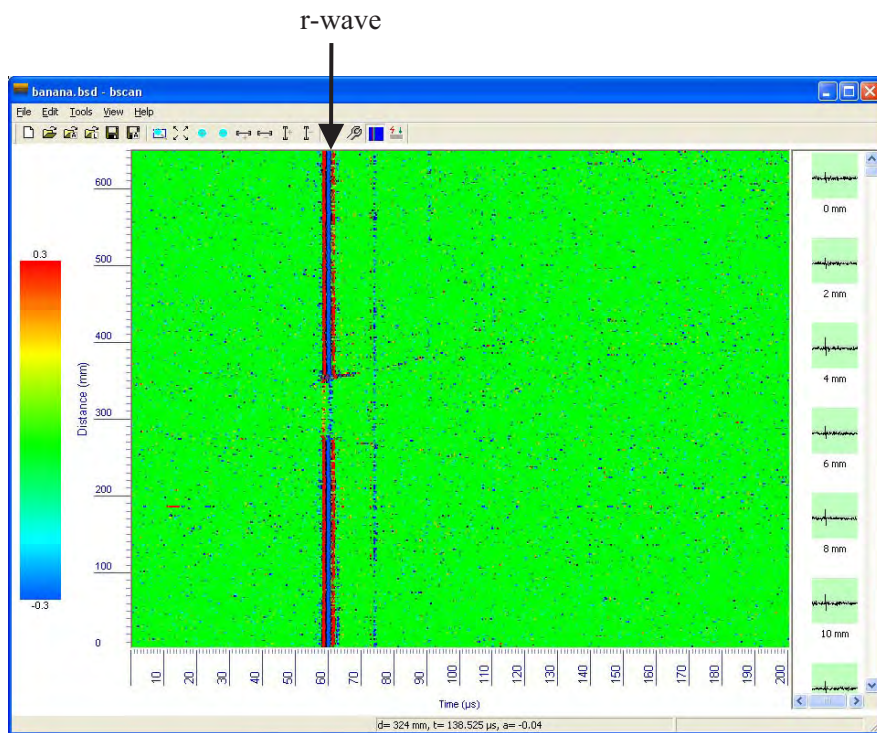 r-wave
banana.bsd - bscan
File Edit Tools View Help
600
500
400
300
200
100
0
Distance (mm)
0.3
-0.3
10 20 30 40 50 60 70 80 90 100 110 120 130 140 150 160 170 180 190 200
Time (µs)
0 mm
2 mm
4 mm
6 mm
8 mm
10 mm
d= 324 mm, t= 138.525 µs, a= -0.04